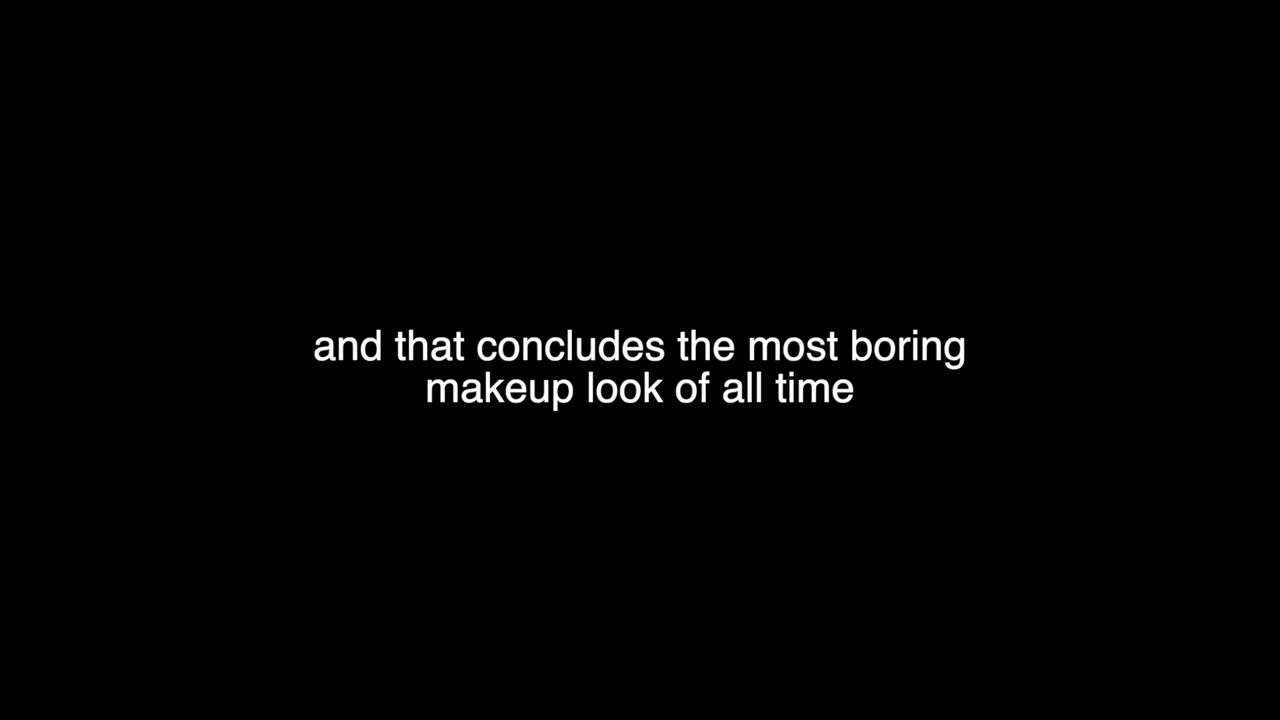 and that concludes the most boring
makeup look of all time